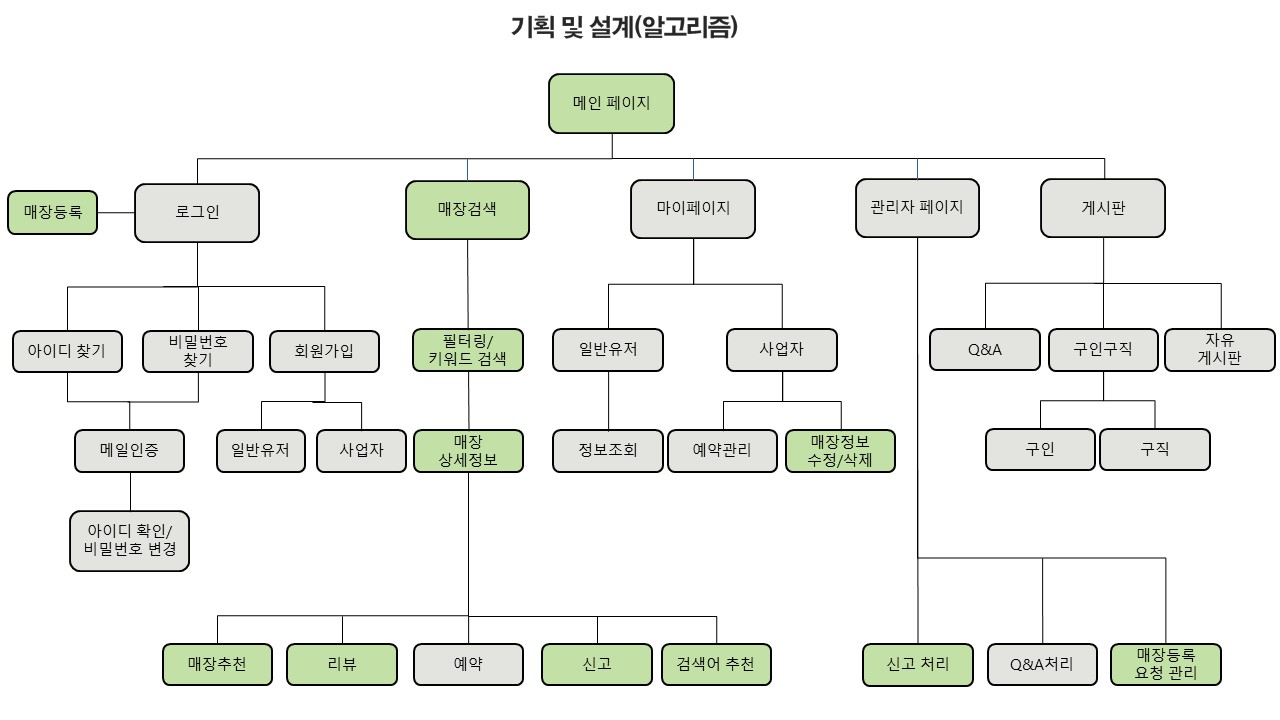 기획 및 설계(알고리즘)
메인 페이지
매장등록
로그인
매장검색
마이페이지
관리자 페이지
게시판
아이디 찾기
비밀번호
찾기
회원가입
필터링/
키워드 검색
일반유저
사업자
Q&A
구인구직
자유
게시판
메일인증
일반유저
사업자
매장
상세정보
정보조회
예약관리
매장정보
수정/삭제
구인
구직
아이디 확인/
비밀번호 변경
매장추천
리뷰
예약
신고
검색어 추천
신고 처리
Q&A처리
매장등록
요청 관리